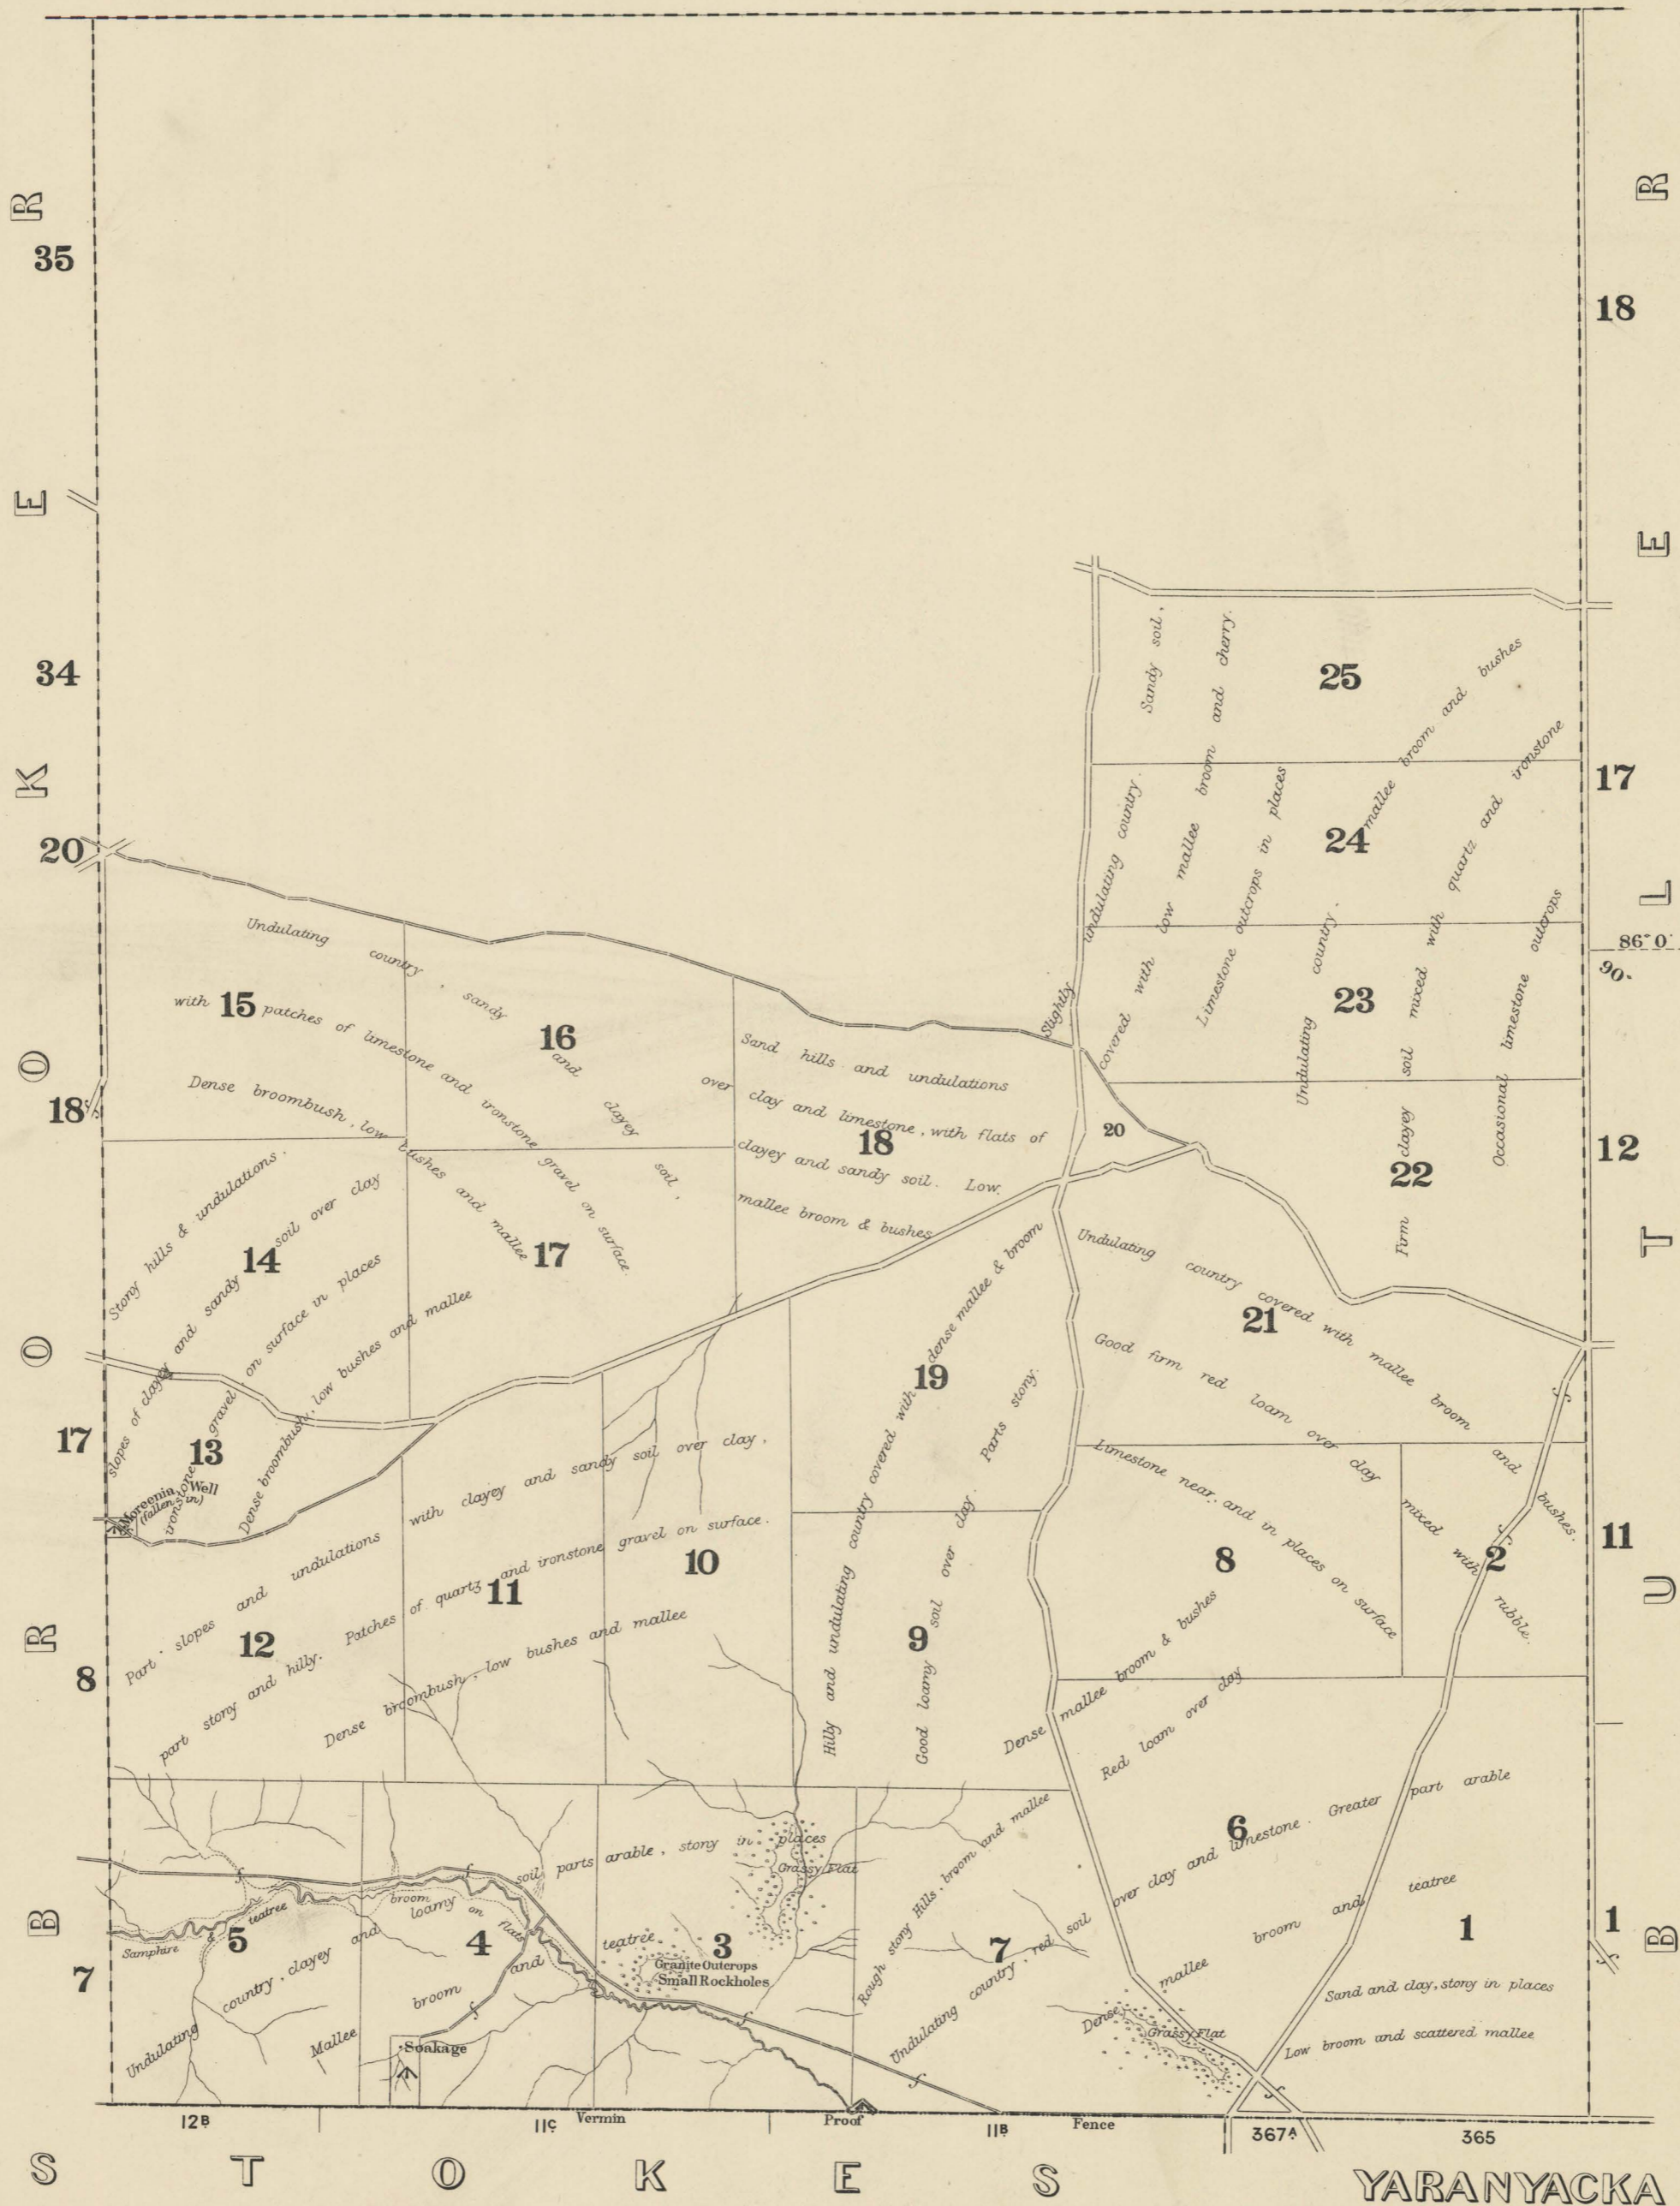 BROOKER
BUTLER
STOKES
YARANYACKA
35
34
20
18
17
8
7
18
17
86°0'
90·
12
11
1
25
Sandy soil,
Slightly undulating country.
covered with low mallee broom and cherry.
Limestone outcrops in places
24
23
Undulating country. mallee broom and bushes
Firm clayey soil mixed with quartz and ironstone
Occasional limestone outcrops
22
20
Undulating country, sandy and clayey soil,
15
with patches of limestone and ironstone gravel on surface.
Dense broombush, low bushes and mallee
16
17
Sand hills and undulations
over clay and limestone, with flats of
18
clayey and sandy soil. Low.
mallee broom & bushes
Stony hills & undulations.
14
slopes of clayey and sandy soil over clay
ironstone gravel on surface in places
Dense broombush, low bushes and mallee
13
Moreenia Well
(fallen in)
Undulating country covered with mallee broom and bushes.
21
Good firm red loam over clay mixed with rubble.
Limestone near and in places on surface
8
2
Dense mallee broom & bushes
Hilly and undulating country covered with dense mallee & broom
19
Good loamy soil over clay. Parts stony.
9
Part slopes and undulations with clayey and sandy soil over clay,
part stony and hilly. Patches of quartz and ironstone gravel on surface.
Dense broombush, low bushes and mallee
12
11
10
Red loam over clay
6
Undulating country, red soil over clay and limestone. Greater part arable
Dense mallee broom and teatree
1
Sand and clay, stony in places
Low broom and scattered mallee
Grassy Flat
7
Rough stony Hills, broom and mallee
3
Grassy Flat
Granite Outcrops
Small Rockholes
Undulating country, clayey and loamy soil parts arable, stony in places
Mallee broom and teatree
broom on flats
teatree
Samphire
5
4
Soakage
12B
11C
Vermin
Proof
11B
Fence
367A
365